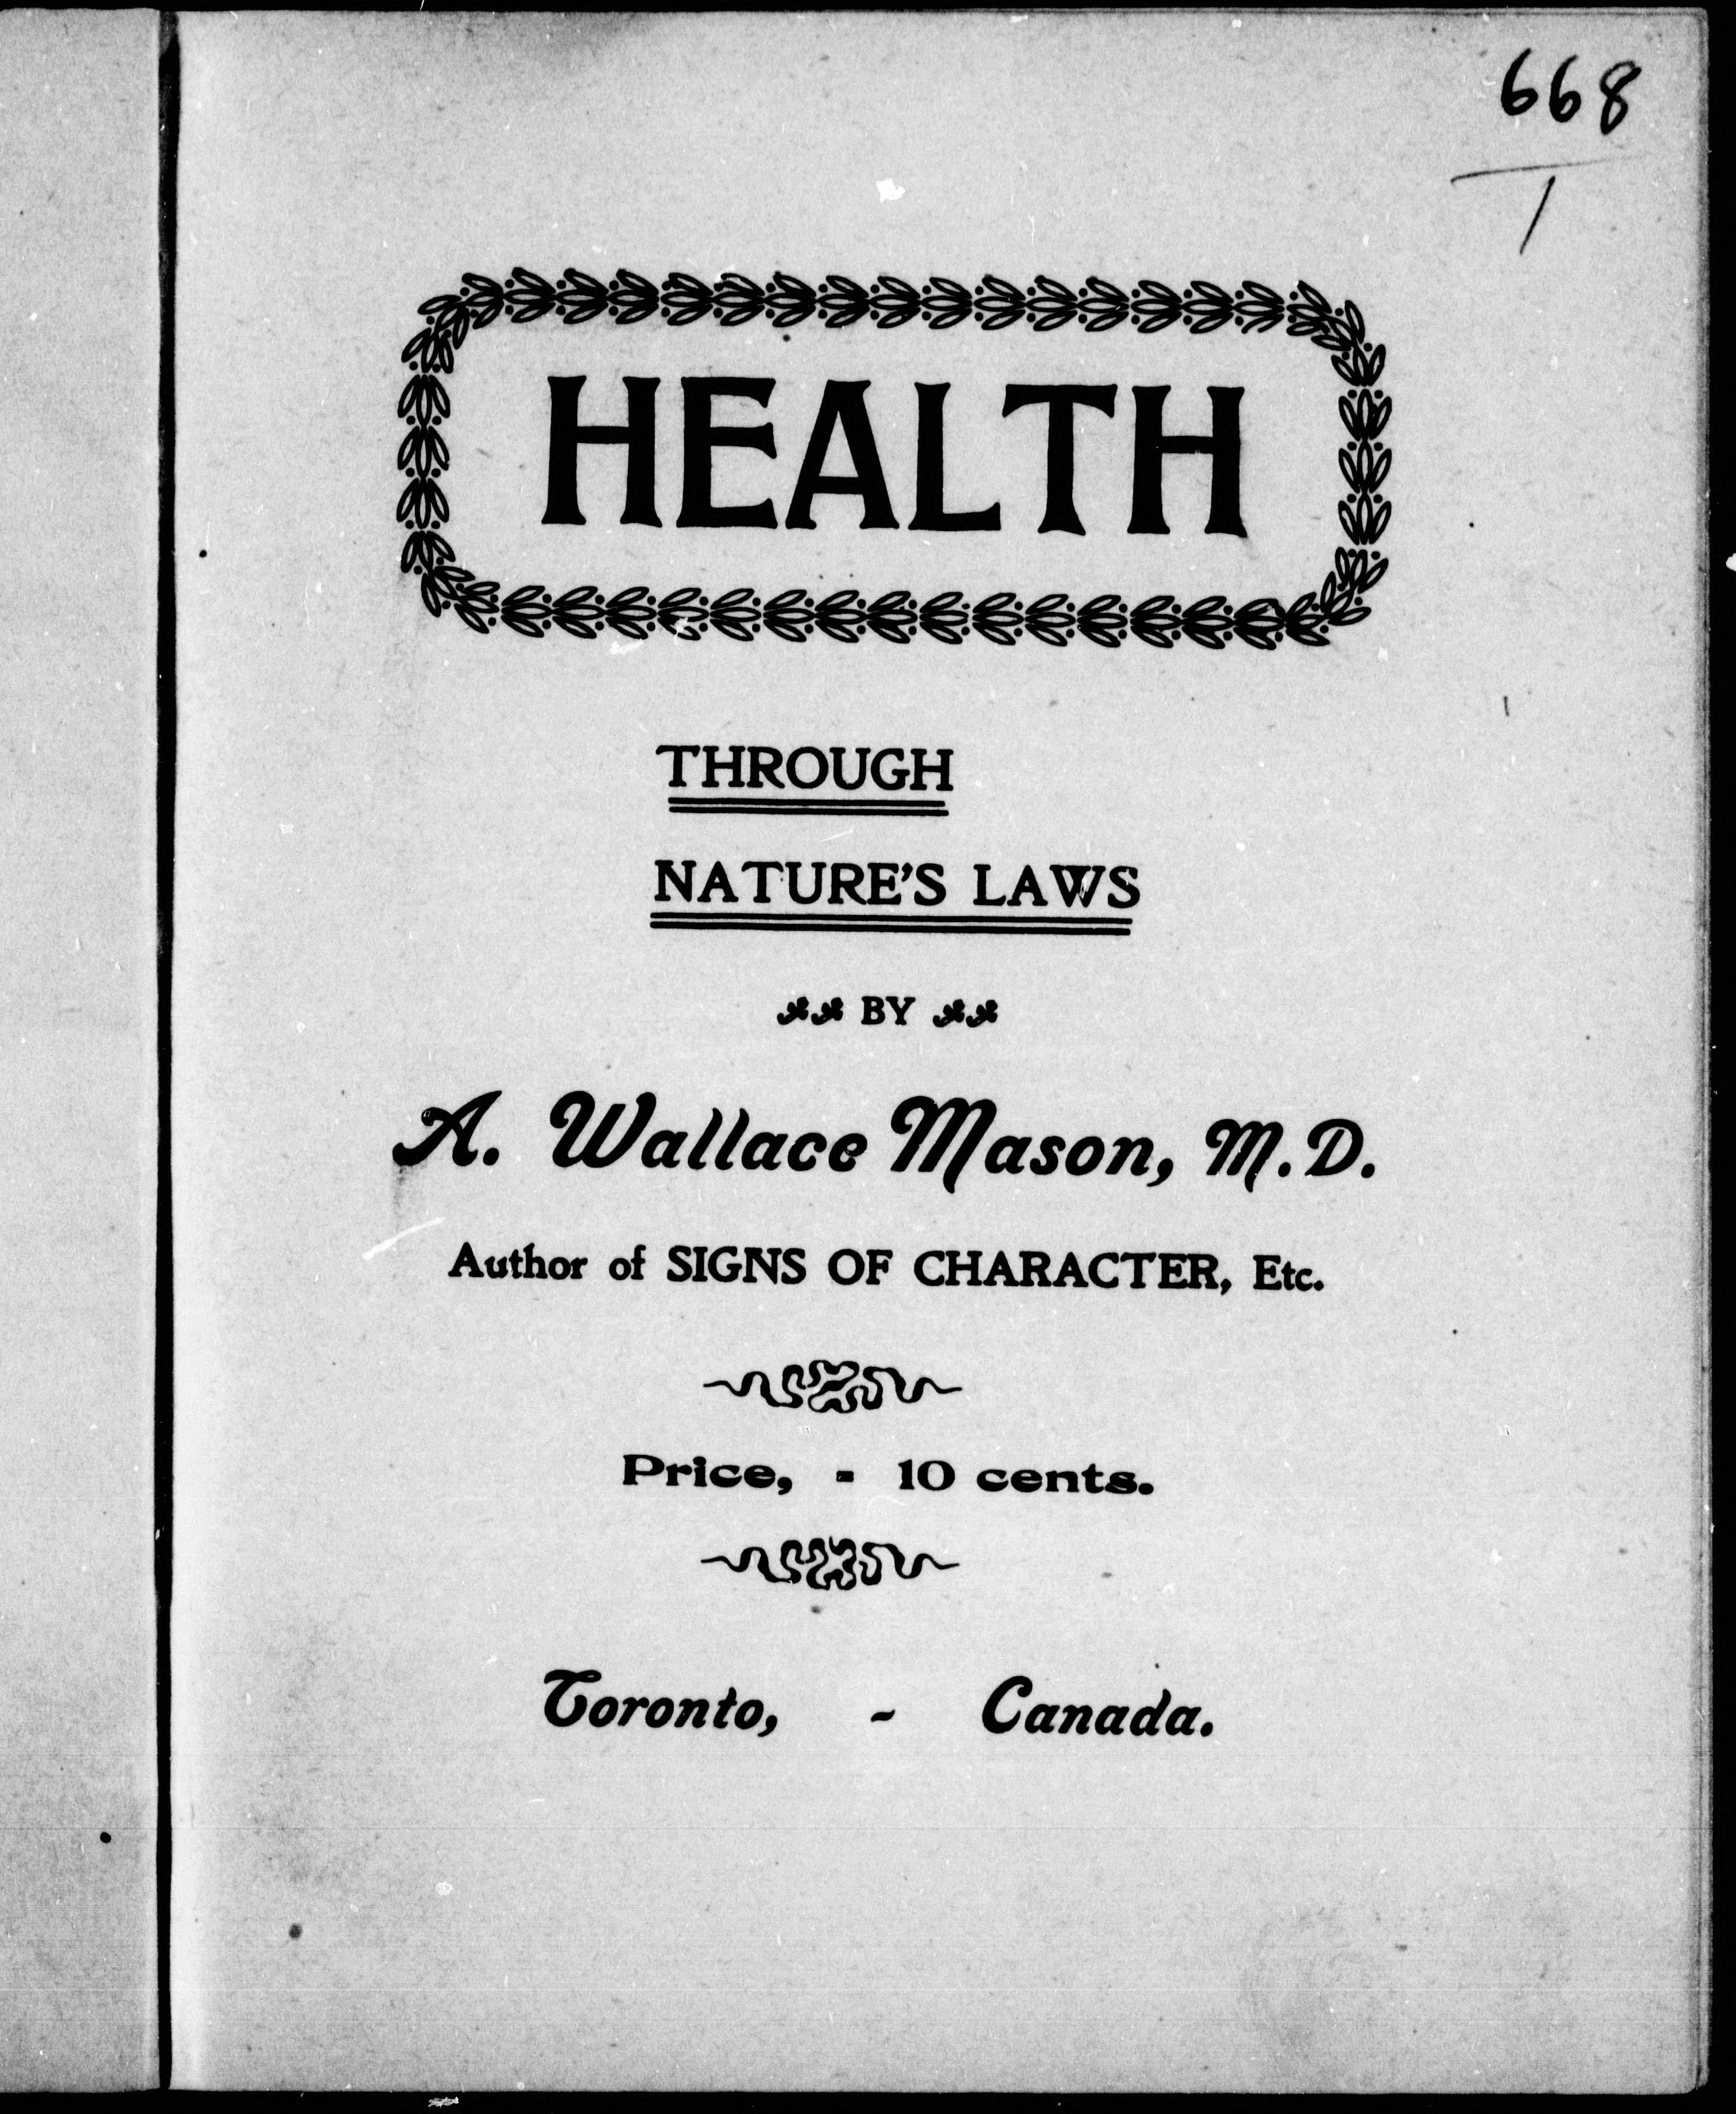 668
1
HEALTH
THROUGH
NATURE'S LAWS
BY
A. Wallace Mason, M.D.
Author of SIGNS OF CHARACTER, Etc.
Price, - 10 cents.
Toronto, - Canada.